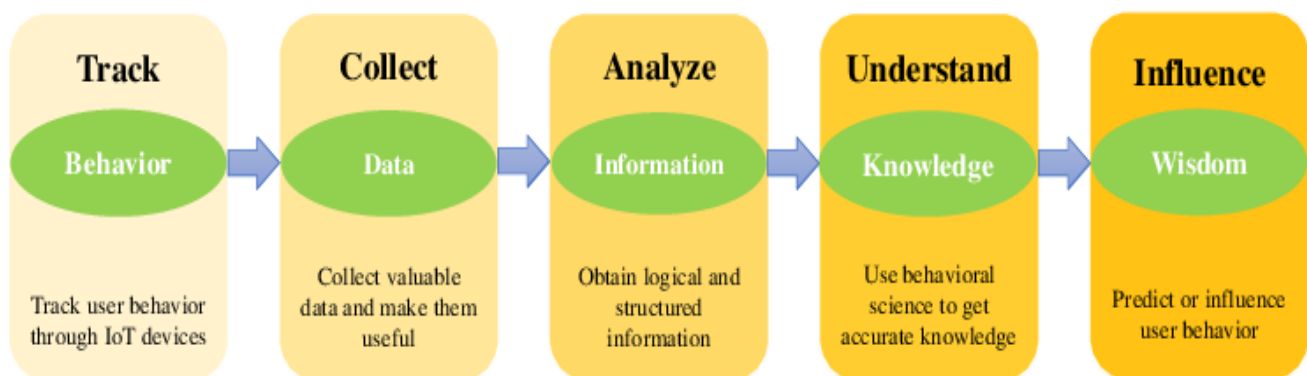 Track
Behavior
Track user behavior
through IoT devices
Collect
Data
Collect valuable
data and make them
useful
Analyze
Information
Obtain logical and
structured
information
Understand
Knowledge
Use behavioral
science to get
accurate knowledge
Influence
Wisdom
Predict or influence
user behavior